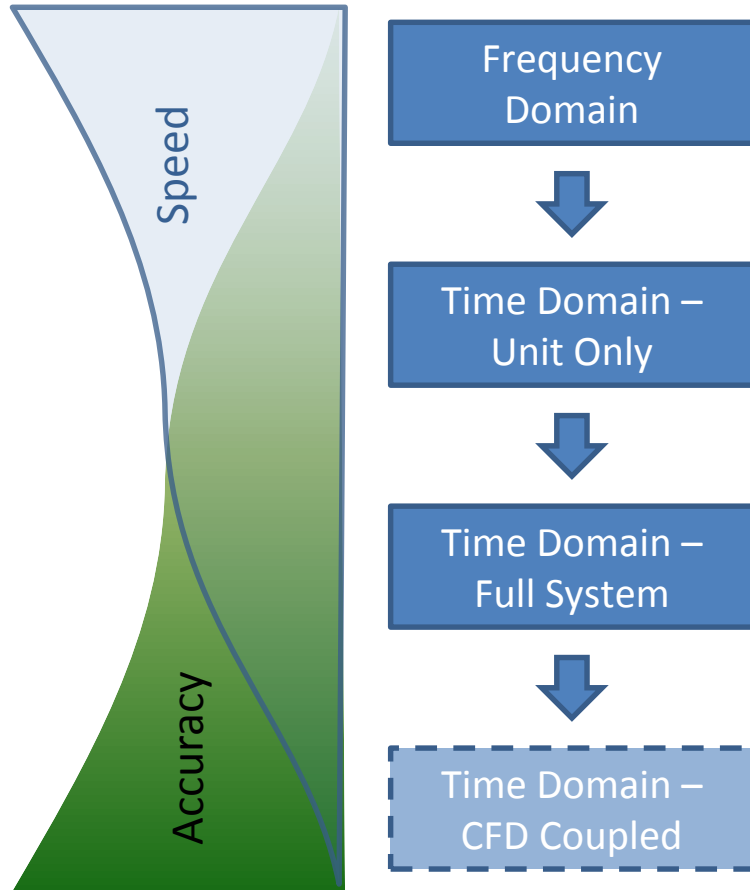 Speed
Accuracy
Frequency
Domain
Time Domain –
Unit Only
Time Domain –
Full System
Time Domain –
CFD Coupled